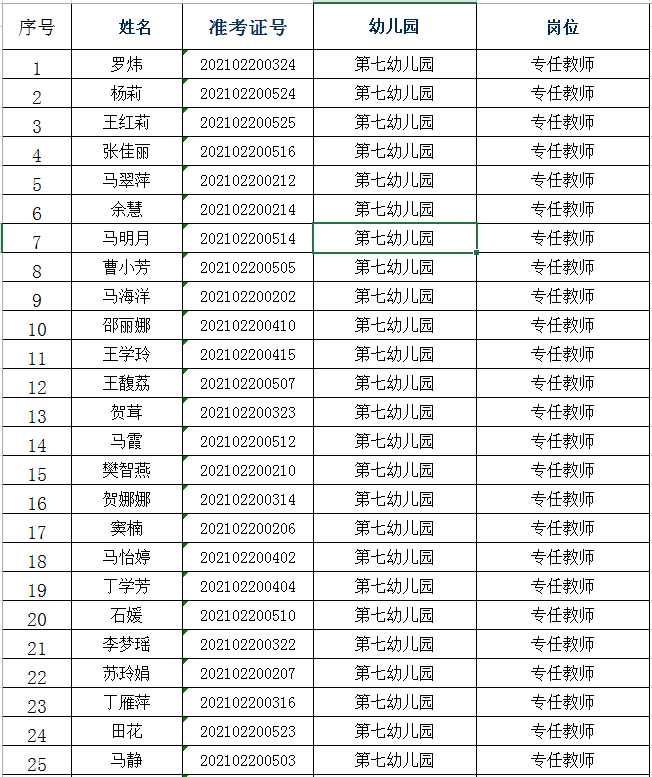 序号 姓名 准考证号 幼儿园 岗位
1 罗炜 202102200324 第七幼儿园 专任教师
2 杨莉 202102200524 第七幼儿园 专任教师
3 王红莉 202102200525 第七幼儿园 专任教师
4 张佳丽 202102200516 第七幼儿园 专任教师
5 马翠萍 202102200212 第七幼儿园 专任教师
6 余慧 202102200214 第七幼儿园 专任教师
7 马明月 202102200514 第七幼儿园 专任教师
8 曹小芳 202102200505 第七幼儿园 专任教师
9 马海洋 202102200202 第七幼儿园 专任教师
10 邵丽娜 202102200410 第七幼儿园 专任教师
11 王学玲 202102200415 第七幼儿园 专任教师
12 王馥荔 202102200507 第七幼儿园 专任教师
13 贺茸 202102200323 第七幼儿园 专任教师
14 马霞 202102200512 第七幼儿园 专任教师
15 樊智燕 202102200210 第七幼儿园 专任教师
16 贺娜娜 202102200314 第七幼儿园 专任教师
17 窦楠 202102200206 第七幼儿园 专任教师
18 马怡婷 202102200402 第七幼儿园 专任教师
19 丁学芳 202102200404 第七幼儿园 专任教师
20 石媛 202102200510 第七幼儿园 专任教师
21 李梦瑶 202102200322 第七幼儿园 专任教师
22 苏玲娟 202102200207 第七幼儿园 专任教师
23 丁雁萍 202102200316 第七幼儿园 专任教师
24 田花 202102200523 第七幼儿园 专任教师
25 马静 202102200503 第七幼儿园 专任教师